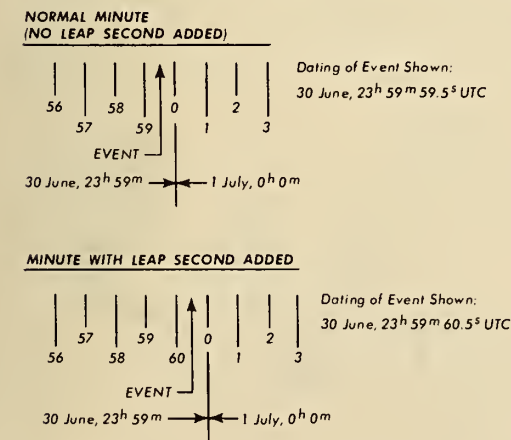 NORMAL MINUTE
(NO LEAP SECOND ADDED)
Dating of Event Shown:
30 June, 23h 59m 59.5s UTC
56 58 0 2
57 59 1 3
EVENT
30 June, 23h 59m 1 July, 0h 0m
MINUTE WITH LEAP SECOND ADDED
Dating of Event Shown:
30 June, 23h 59m 60.5s UTC
57 59 0 2
56 58 60 1 3
EVENT
30 June, 23h 59m 1 July, 0h 0m